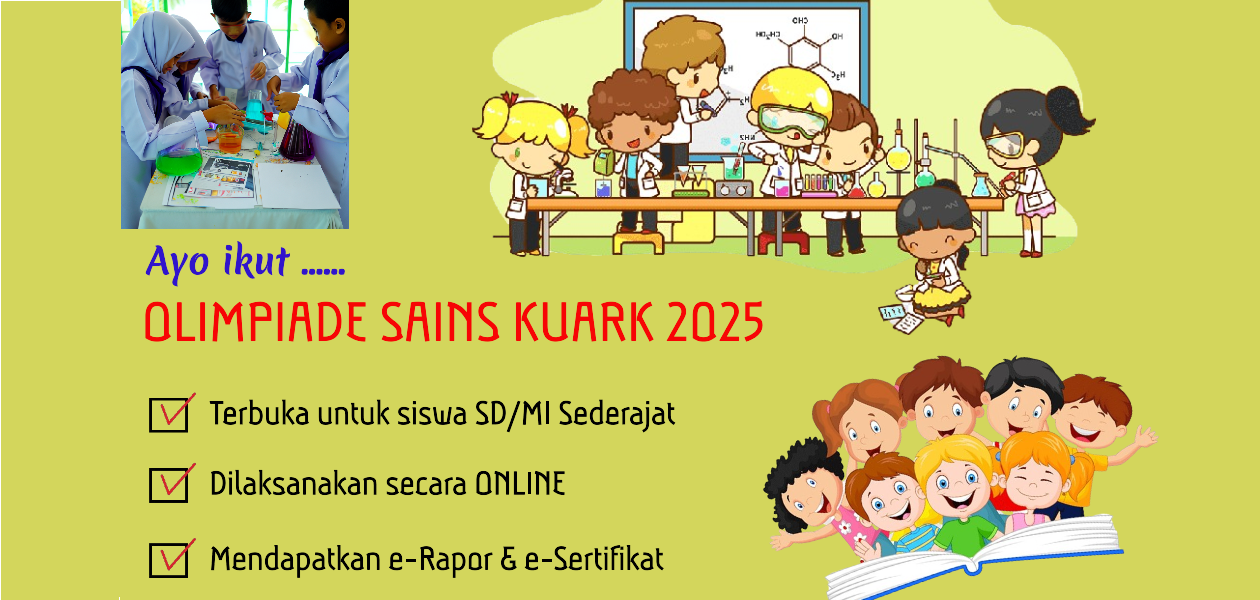 Ayo ikut ......
OLIMPIADE SAINS KUARK 2025
Terbuka untuk siswa SD/MI Sederajat
Dilaksanakan secara ONLINE
Mendapatkan e-Rapor & e-Sertifikat